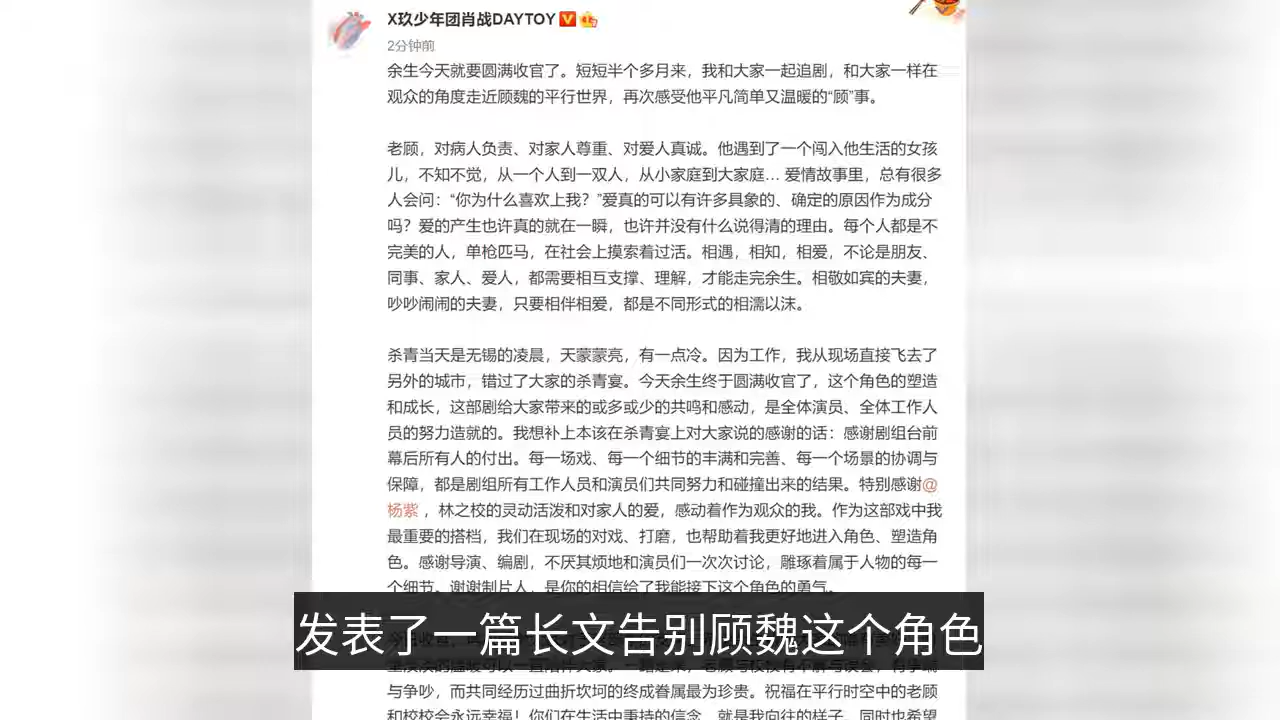 X玖少年团肖战DAYTOY
2分钟前
余生今天就要圆满收官了。短短半个多月来，我和大家一起追剧，和大家一样在
观众的角度走近顾魏的平行世界，再次感受他平凡简单又温暖的“顾”事。
老顾，对病人负责、对家人尊重、对爱人真诚。他遇到了一个闯入他生活的女孩
儿，不知不觉，从一个人到一双人，从小家庭到大家庭… 爱情故事里，总有很多
人会问：“你为什么喜欢上我？”爱真的可以有许多具象的、确定的原因作为成分
吗？爱的产生也许真的就在一瞬，也许并没有什么说得清的理由。每个人都是不
完美的人，单枪匹马，在社会上摸索着过活。相遇，相知，相爱，不论是朋友、
同事、家人、爱人，都需要相互支撑、理解，才能走完余生。相敬如宾的夫妻，
吵吵闹闹的夫妻，只要相伴相爱，都是不同形式的相濡以沫。
杀青当天是无锡的凌晨，天蒙蒙亮，有一点冷。因为工作，我从现场直接飞去了
另外的城市，错过了大家的杀青宴。今天余生终于圆满收官了，这个角色的塑造
和成长，这部剧给大家带来的或多或少的共鸣和感动，是全体演员、全体工作人
员的努力造就的。我想补上本该在杀青宴上对大家说的感谢的话：感谢剧组台前
幕后所有人的付出。每一场戏、每一个细节的丰满和完善、每一个场景的协调与
保障，都是剧组所有工作人员和演员们共同努力和碰撞出来的结果。特别感谢@
杨紫 ，林之校的灵动活泼和对家人的爱，感动着作为观众的我。作为这部戏中我
最重要的搭档，我们在现场的对戏、打磨，也帮助着我更好地进入角色、塑造角
色。感谢导演、编剧，不厌其烦地和演员们一次次讨论，雕琢着属于人物的每一
个细节。谢谢制片人，是你的相信给了我能接下这个角色的勇气。
发表了一篇长文告别顾魏这个角色
与争吵，而共同经历过曲折坎坷的终成眷属最为珍贵。祝福在平行时空中的老顾
和校校会永远幸福！你们在生活中秉持的信念，就是我向往的样子，同时也希望